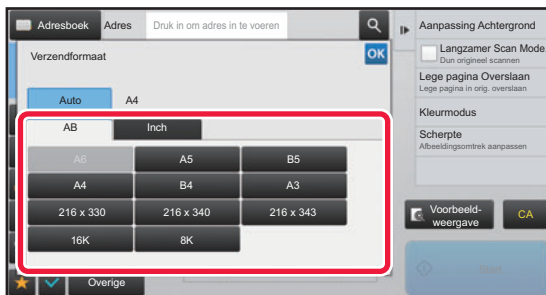 Adresboek Adres Druk in om adres in te voeren
Verzendformaat OK
Auto A4
AB Inch
A6 A5 B5
A4 B4 A3
216 x 330 216 x 340 216 x 343
16K 8K
Overige
Aanpassing Achtergrond
Langzamer Scan Mode
Dun origineel scannen
Lege pagina Overslaan
Lege pagina in orig. overslaan
Kleurmodus
Scherpte
Afbeeldingsomtrek aanpassen
Voorbeeld-
weergave
CA
Start